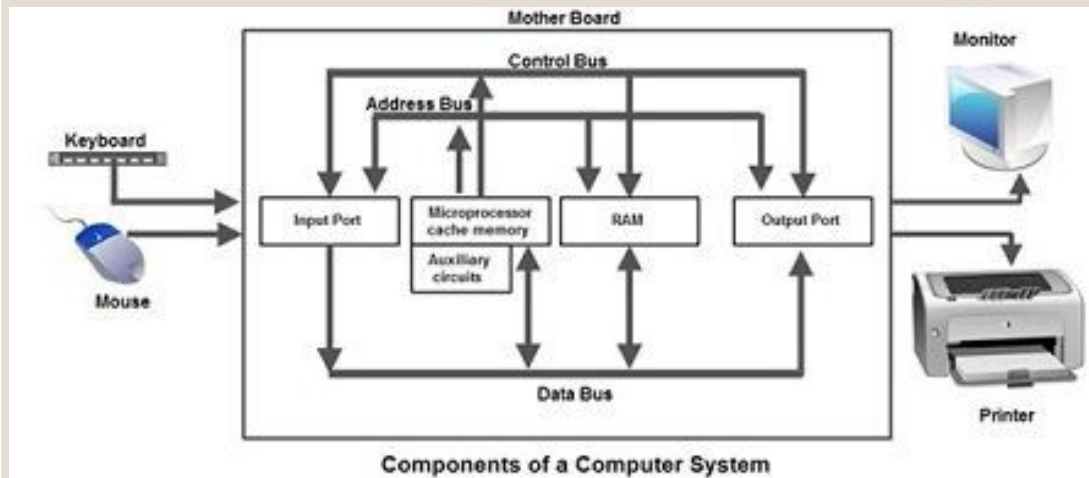 Mother Board
Monitor
Control Bus
Address Bus
Keyboard
Input Port
Microprocessor
cache memory
RAM
Output Port
Auxiliary
circuits
Mouse
Data Bus
Printer
Components of a Computer System